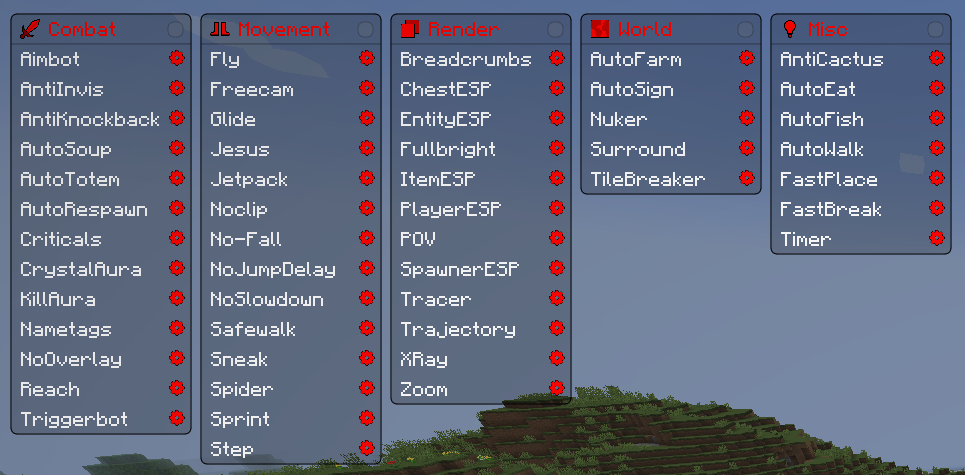 Combat
Aimbot
AntiInvis
AntiKnockback
AutoSoup
AutoTotem
AutoRespawn
Criticals
CrystalAura
KillAura
Nametags
NoOverlay
Reach
Triggerbot
Movement
Fly
Freecam
Glide
Jesus
Jetpack
Noclip
No-Fall
NoJumpDelay
NoSlowdown
Safewalk
Sneak
Spider
Sprint
Step
Render
Breadcrumbs
ChestESP
EntityESP
Fullbright
ItemESP
PlayerESP
POV
SpawnerESP
Tracer
Trajectory
XRay
Zoom
World
AutoFarm
AutoSign
Nuker
Surround
TileBreaker
Misc
AntiCactus
AutoEat
AutoFish
AutoWalk
FastPlace
FastBreak
Timer